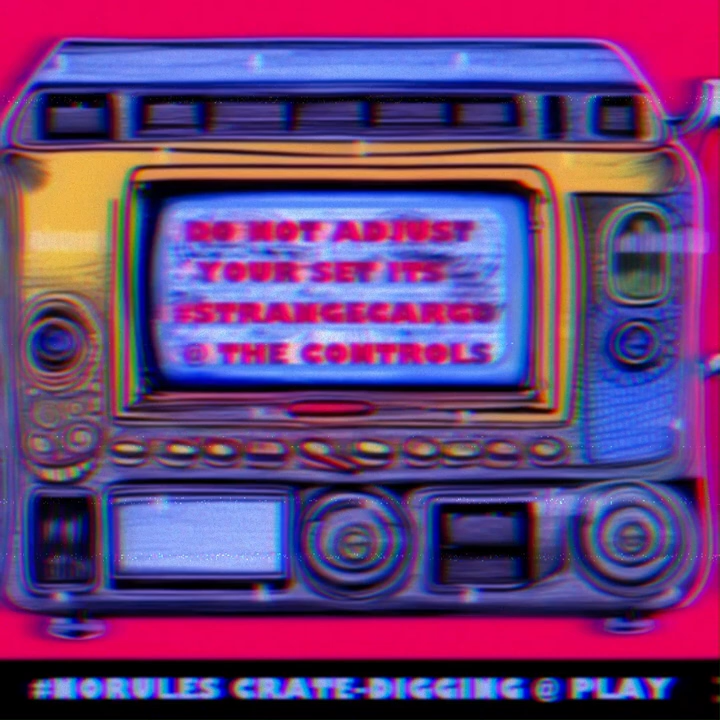 DO NOT ADJUST
YOUR SET ITS
#STRANGECARGO
@ THE CONTROLS
#NORULES CRATE-DIGGING @ PLAY